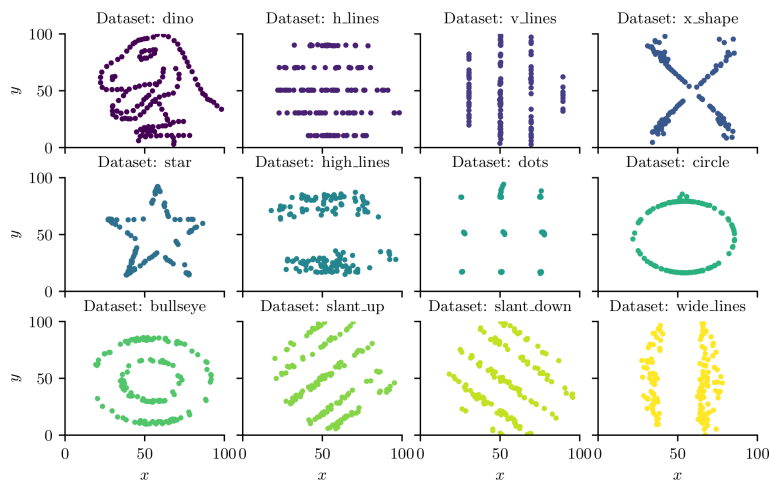 Dataset: dino Dataset: h_lines Dataset: v_lines Dataset: x_shape
100
50
0
y
Dataset: star Dataset: high_lines Dataset: dots Dataset: circle
100
50
0
y
Dataset: bullseye Dataset: slant_up Dataset: slant_down Dataset: wide_lines
100
50
0
y
0 50 100 0 50 100 0 50 100 0 50 100
x x x x